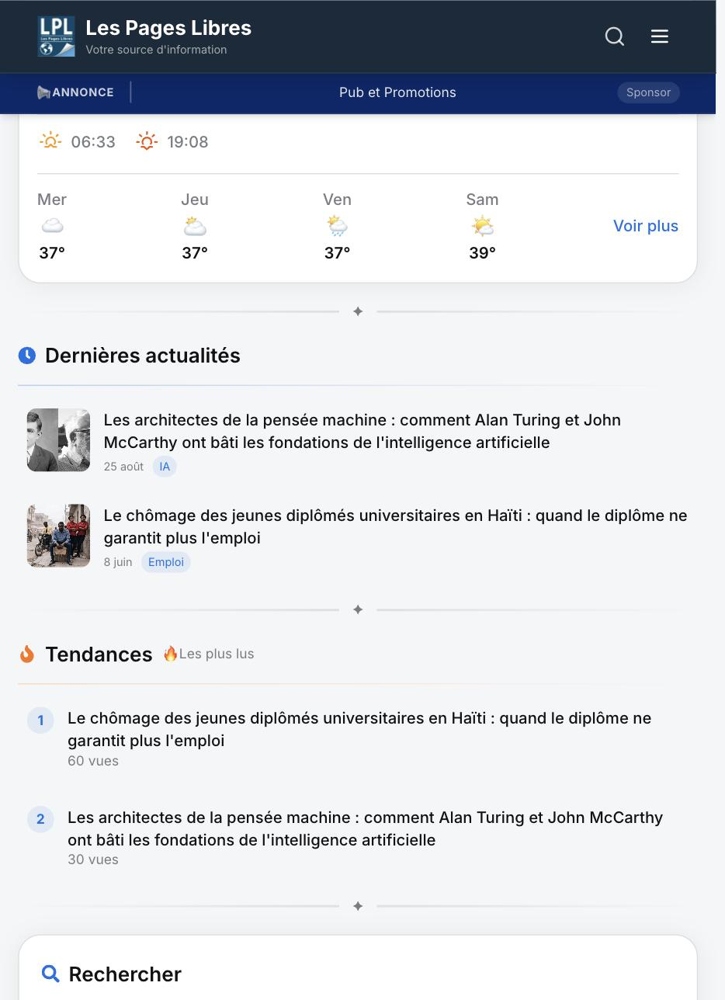 LPL
Les Pages Libres
Les Pages Libres
Votre source d'information
ANNONCE
Pub et Promotions
Sponsor
06:33
19:08
Mer
Jeu
Ven
Sam
Voir plus
37°
37°
37°
39°
Dernières actualités
Les architectes de la pensée machine : comment Alan Turing et John
McCarthy ont bâti les fondations de l'intelligence artificielle
25 août
IA
Le chômage des jeunes diplômés universitaires en Haïti : quand le diplôme ne
garantit plus l'emploi
8 juin
Emploi
Tendances
Les plus lus
1
Le chômage des jeunes diplômés universitaires en Haïti : quand le diplôme ne
garantit plus l'emploi
60 vues
2
Les architectes de la pensée machine : comment Alan Turing et John McCarthy
ont bâti les fondations de l'intelligence artificielle
30 vues
Rechercher